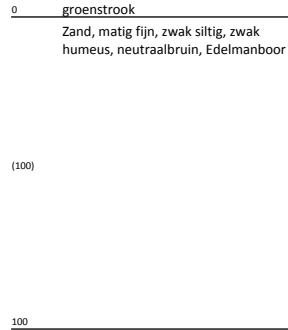 0 groenstrook
Zand, matig fijn, zwak siltig, zwak
humeus, neutraalbruin, Edelmanboor
(100)
100